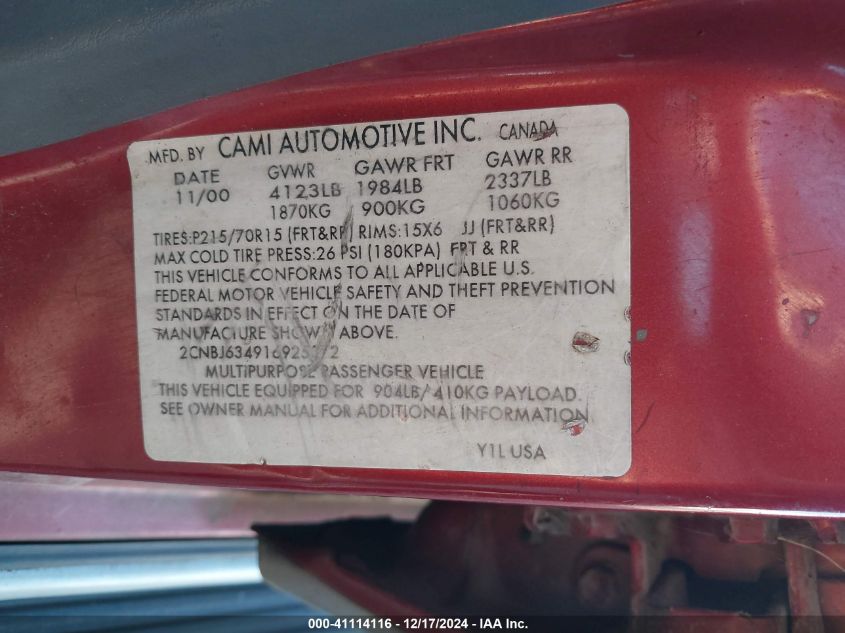 MFD. BY CAMI AUTOMOTIVE INC. CANADA
DATE GVWR GAWR FRT GAWR RR
11/00 4123LB 1984LB 2337LB
1870KG 900KG 1060KG
TIRES:P215/70R15 (FRT&RR) RIMS:15X6 JJ (FRT&RR)
MAX COLD TIRE PRESS:26 PSI (180KPA) FRT & RR
THIS VEHICLE CONFORMS TO ALL APPLICABLE U.S.
FEDERAL MOTOR VEHICLE SAFETY AND THEFT PREVENTION
STANDARDS IN EFFECT ON THE DATE OF
MANUFACTURE SHOWN ABOVE.
MULTIPURPOSE PASSENGER VEHICLE
THIS VEHICLE EQUIPPED FOR 904LB/410KG PAYLOAD.
SEE OWNER MANUAL FOR ADDITIONAL INFORMATION
Y1L USA
000-41114116 - 12/17/2024 - IAA Inc.